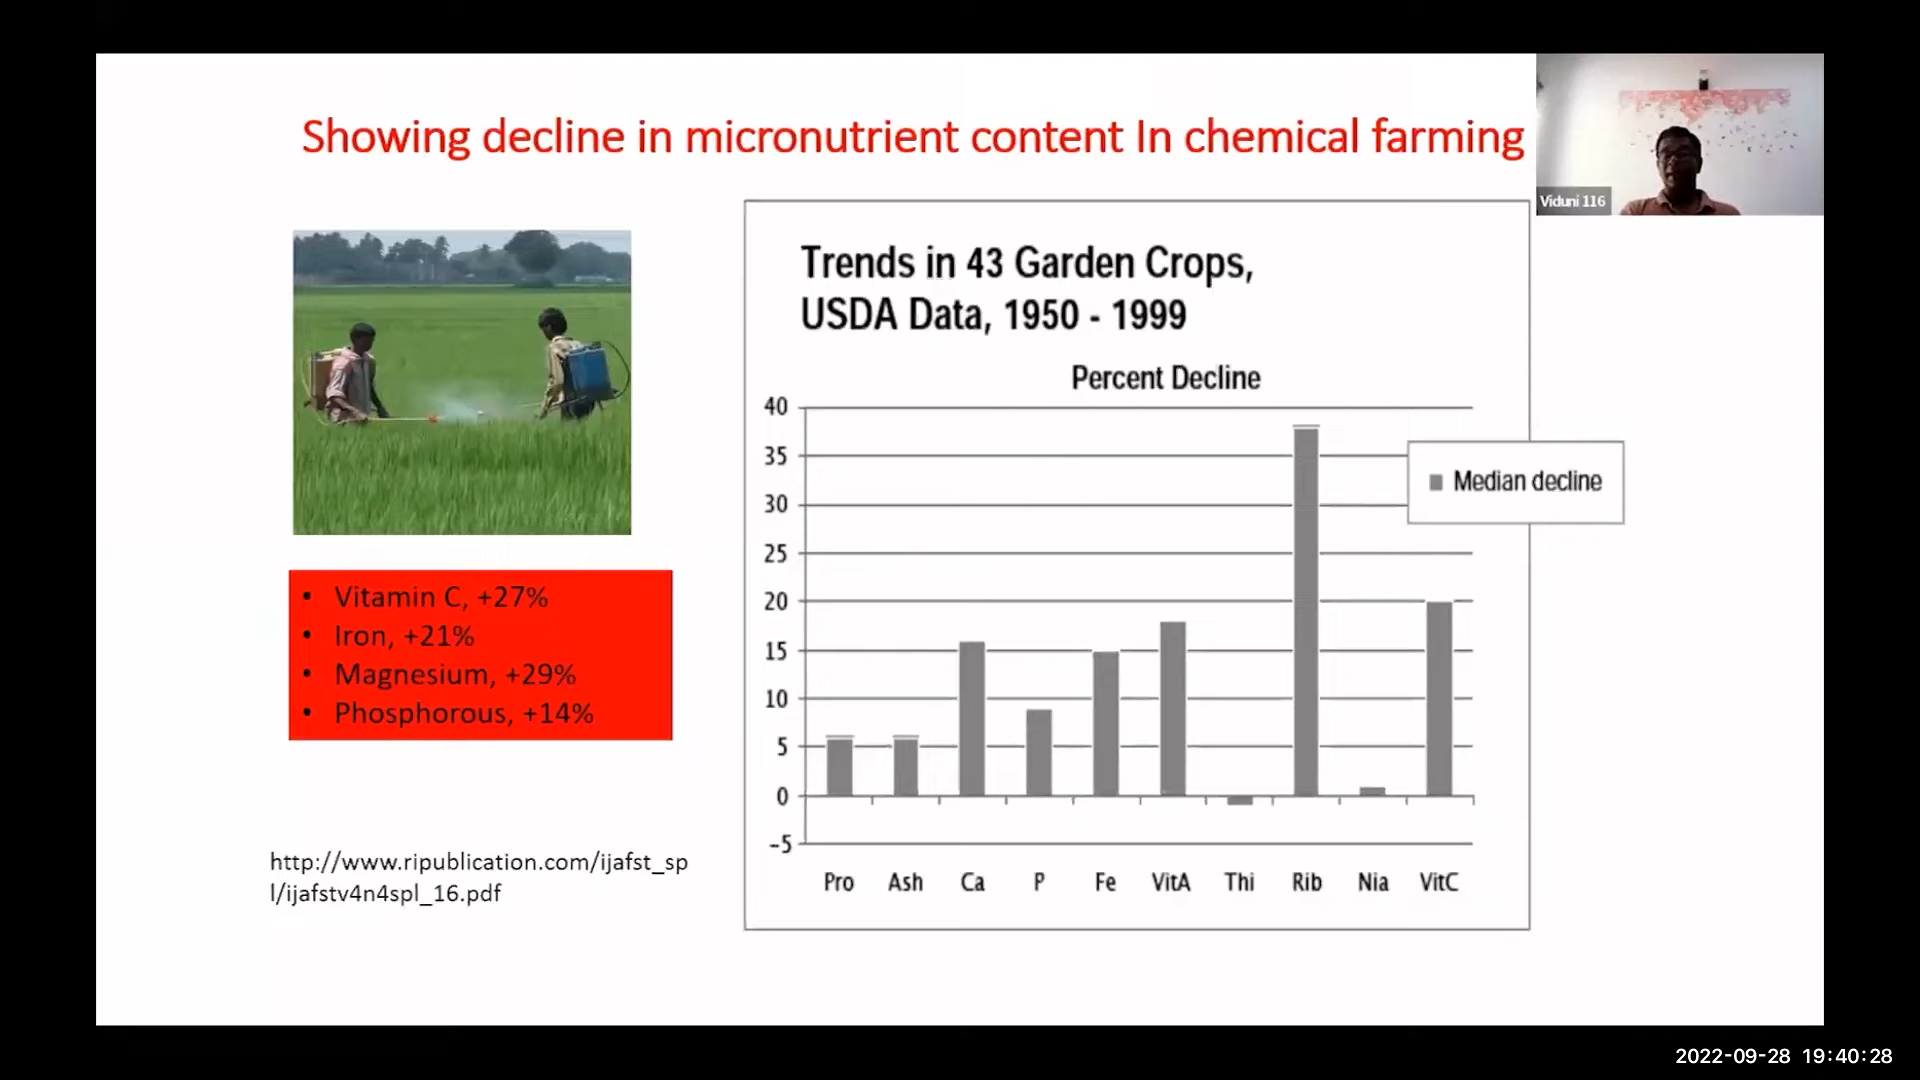 Showing decline in micronutrient content In chemical farming
Viduni 116
Trends in 43 Garden Crops,
USDA Data, 1950 - 1999
Percent Decline
40
35
30
25
20
15
10
5
0
–5
Median decline
Pro Ash Ca P Fe VitA Thi Rib Nia VitC
• Vitamin C, +27%
• Iron, +21%
• Magnesium, +29%
• Phosphorous, +14%
http://www.ripublication.com/ijafst_sp
l/ijafstv4n4spl_16.pdf
2022-09-28 19:40:28